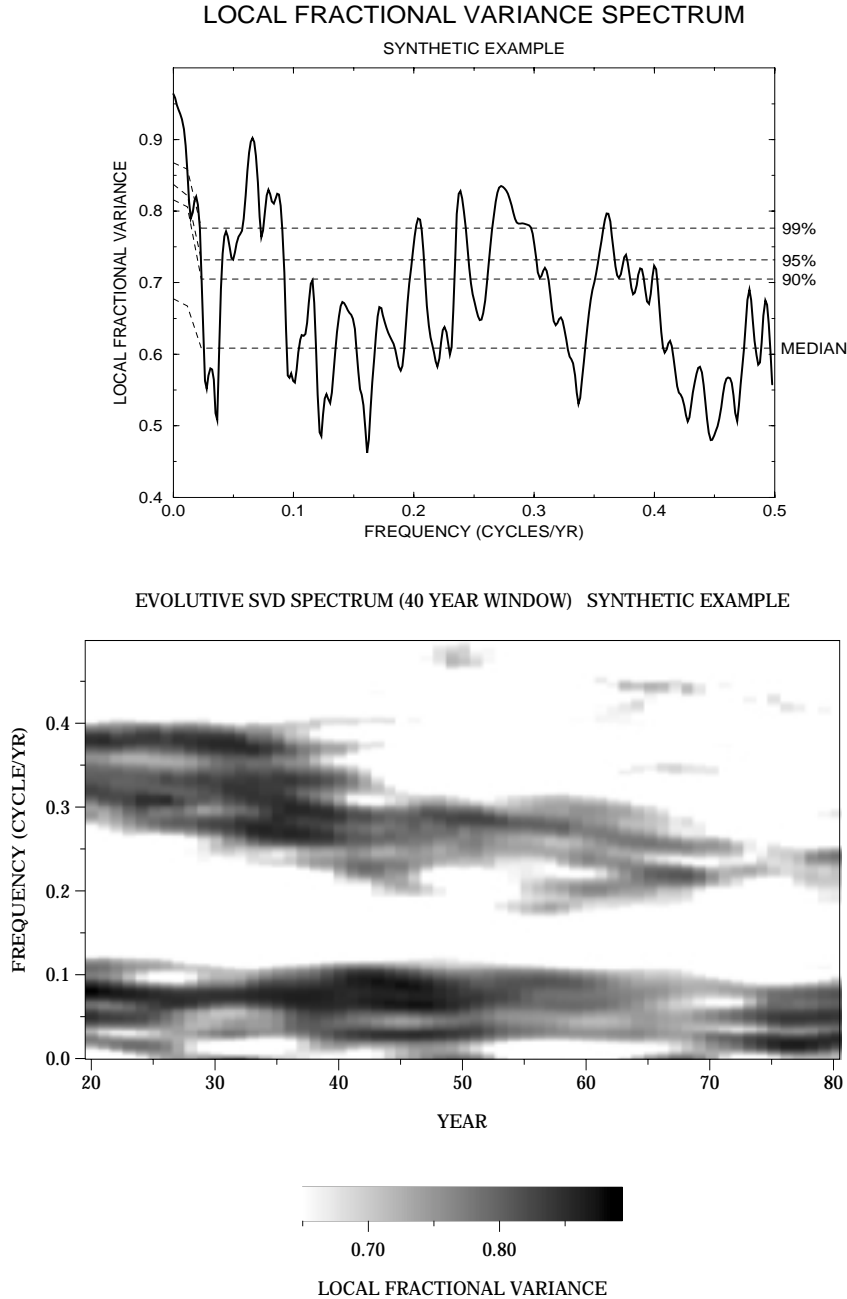 LOCAL FRACTIONAL VARIANCE SPECTRUM
SYNTHETIC EXAMPLE
LOCAL FRACTIONAL VARIANCE
0.9
0.8
0.7
0.6
0.5
0.4
99%
95%
90%
MEDIAN
0.0 0.1 0.2 0.3 0.4 0.5
FREQUENCY (CYCLES/YR)
EVOLUTIVE SVD SPECTRUM (40 YEAR WINDOW) SYNTHETIC EXAMPLE
FREQUENCY (CYCLE/YR)
0.4
0.3
0.2
0.1
0.0
20 30 40 50 60 70 80
YEAR
0.70 0.80
LOCAL FRACTIONAL VARIANCE